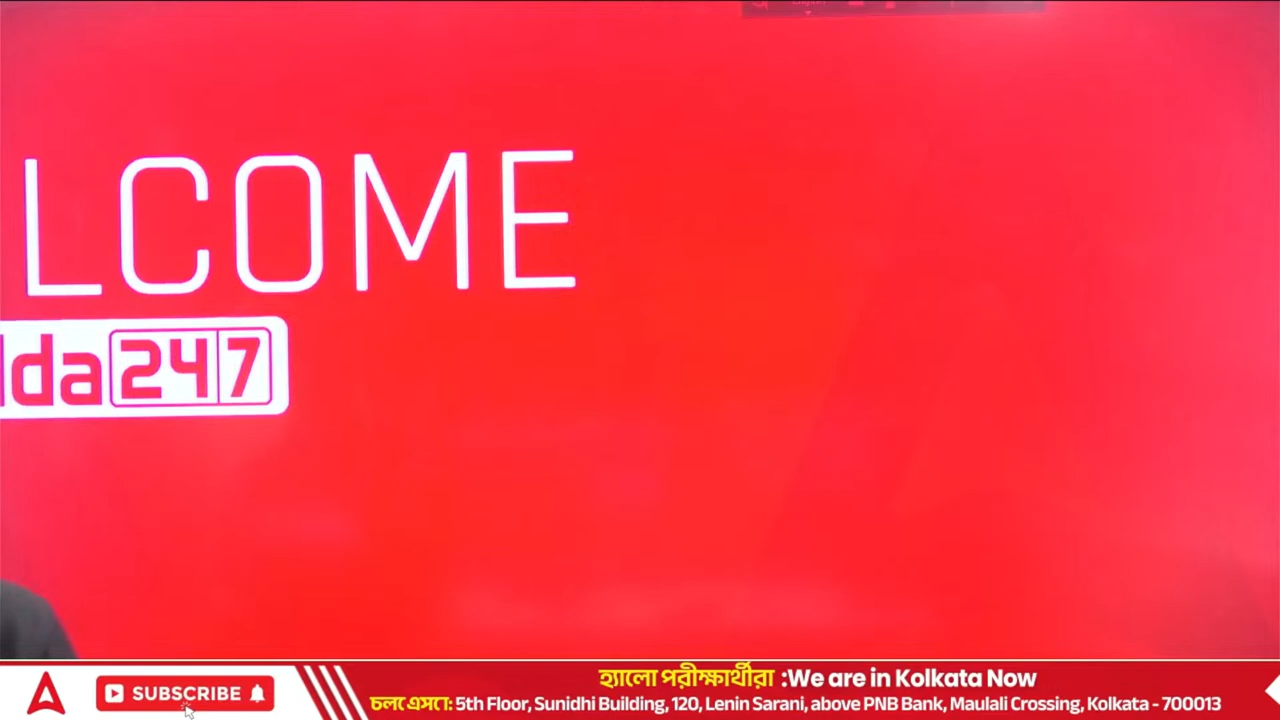 LCOME
dda247
SUBSCRIBE
হ্যালো পরীক্ষার্থীরা :We are in Kolkata Now
চলে এসো: 5th Floor, Sunidhi Building, 120, Lenin Sarani, above PNB Bank, Maulali Crossing, Kolkata - 700013